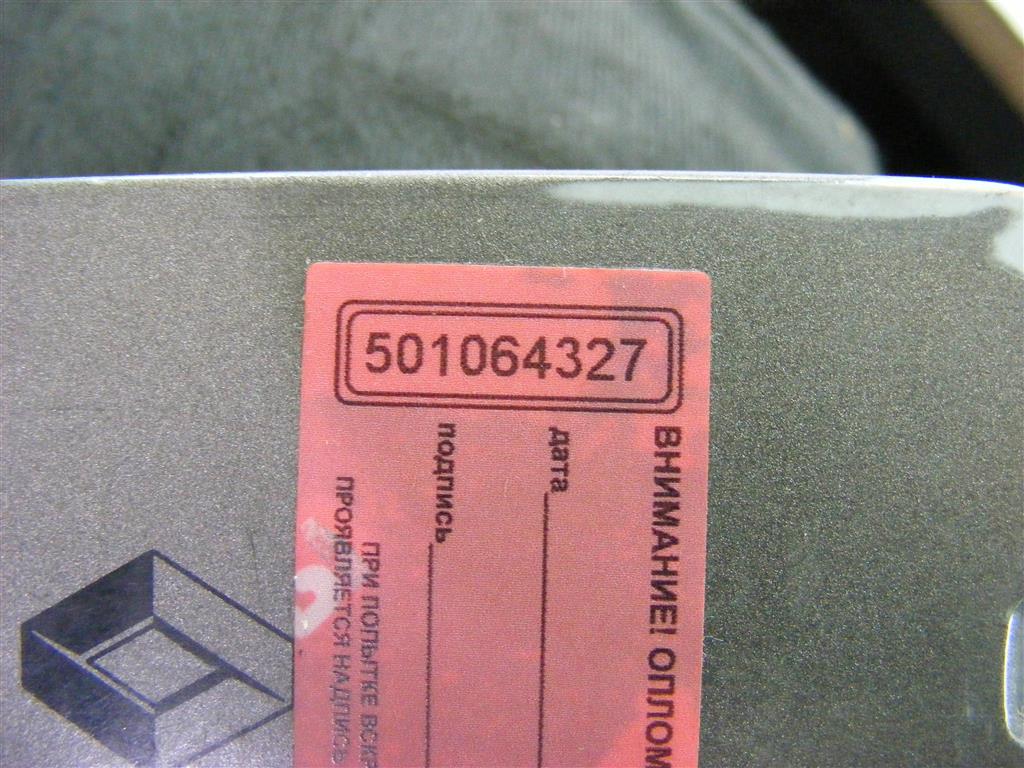 501064327
ВНИМАНИЕ! ОПЛОМ
дата
подпись
ПРИ ПОПЫТКЕ ВСКР
ПРОЯВЛЯЕТСЯ НАДПИСЬ